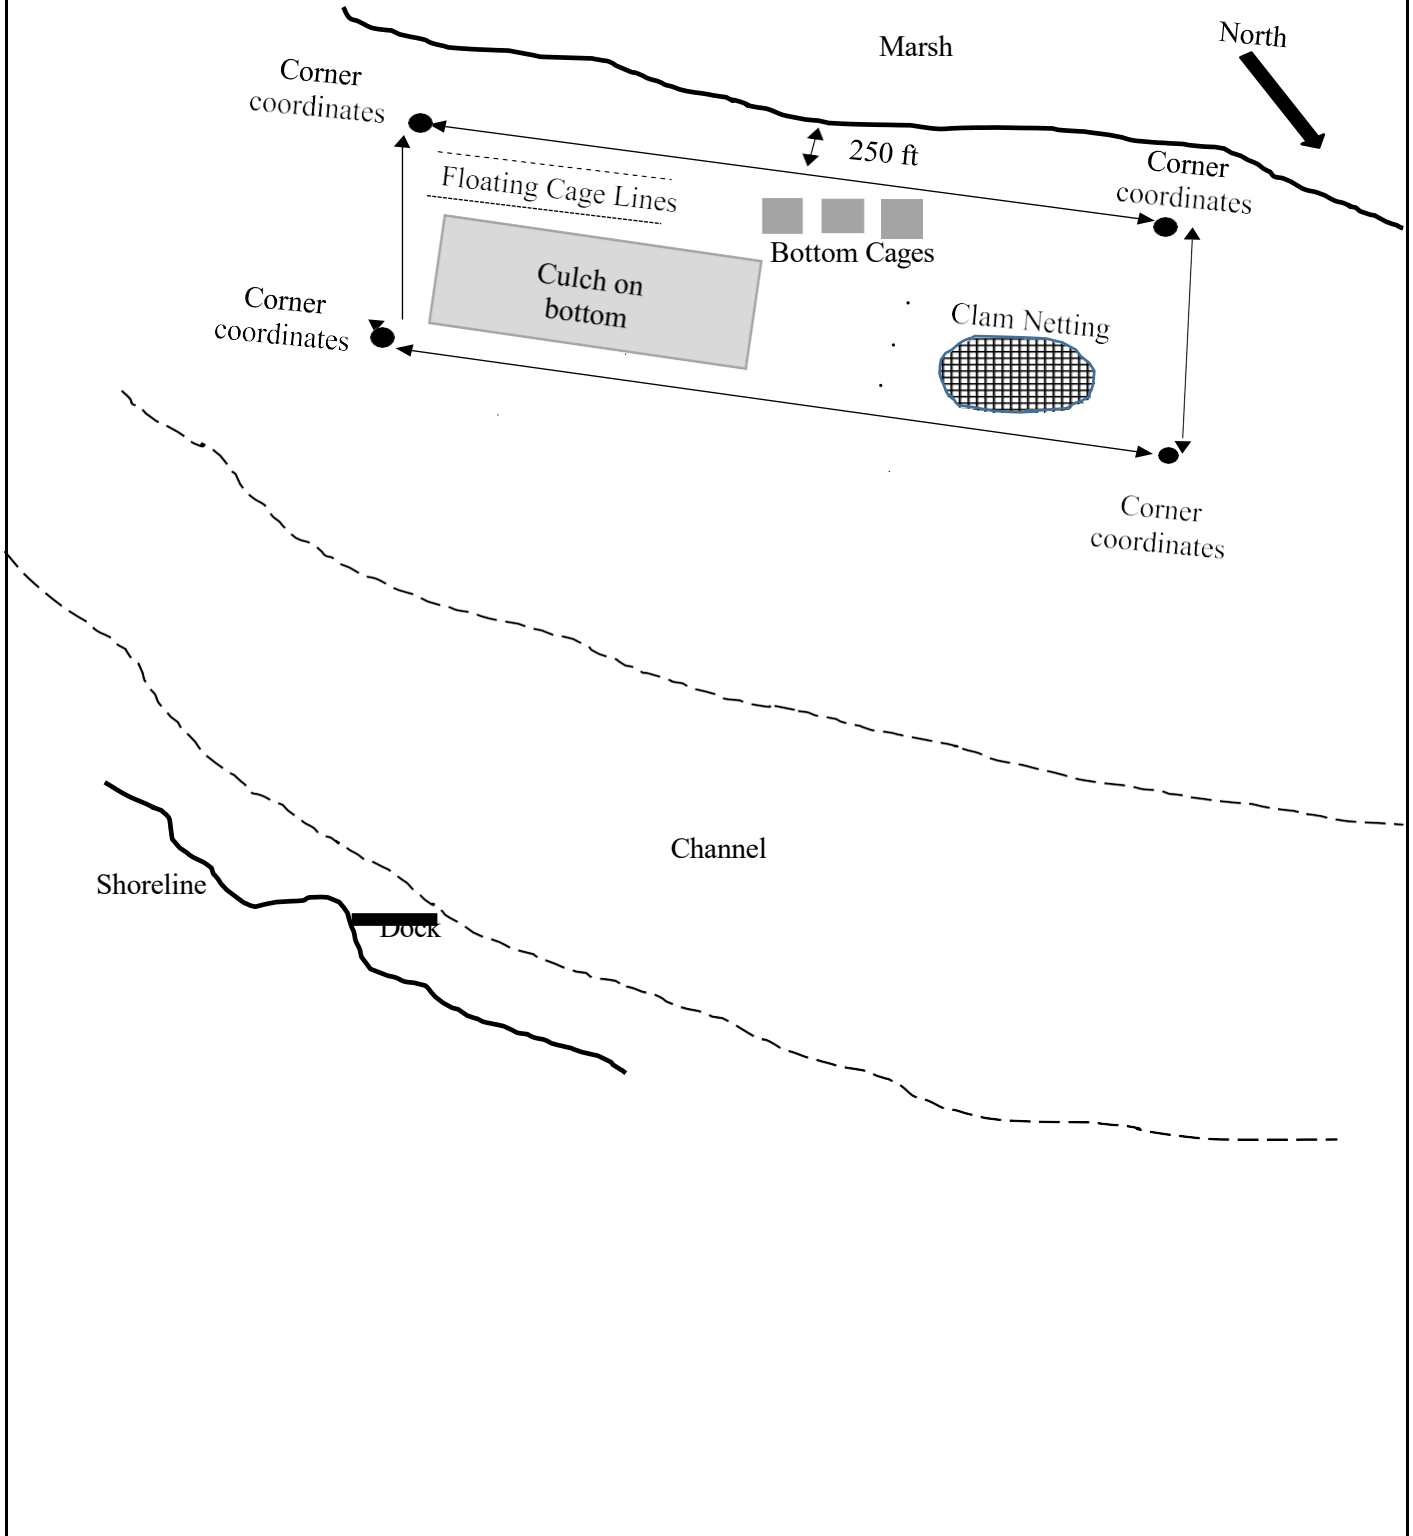 North
Marsh
Corner
coordinates
250 ft
Corner
coordinates
Floating Cage Lines
Bottom Cages
Culch on
bottom
Corner
coordinates
Clam Netting
Corner
coordinates
Channel
Shoreline
Dock